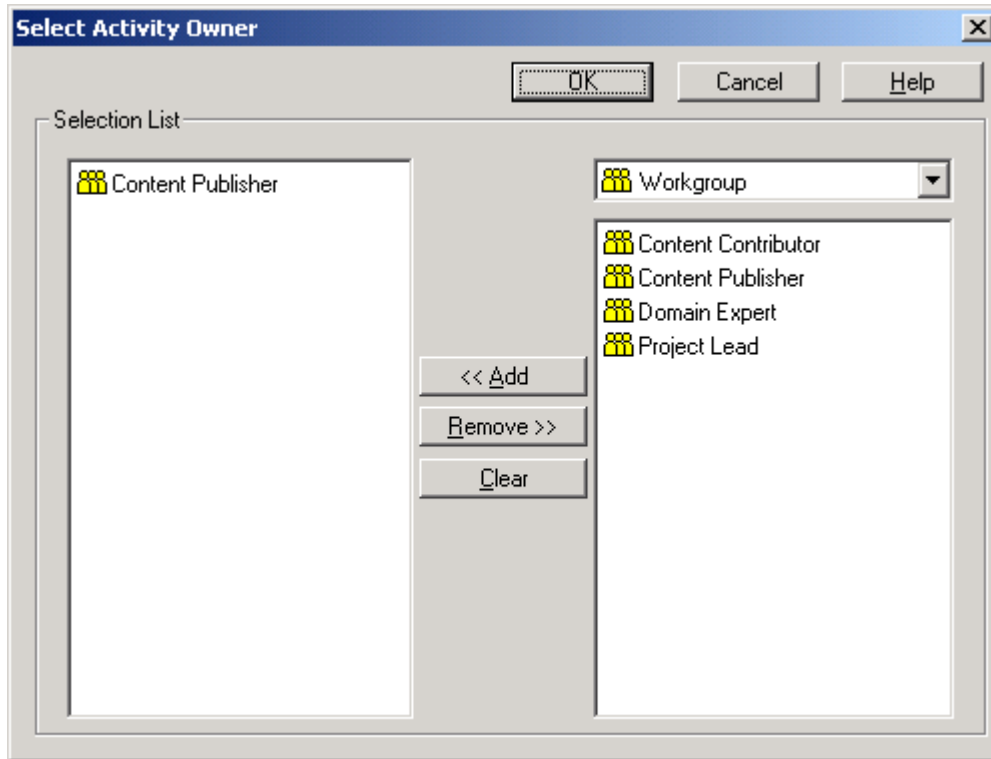 Select Activity Owner
OK Cancel Help
Selection List
Content Publisher
Workgroup
Content Contributor
Content Publisher
Domain Expert
Project Lead
<< Add
Remove >>
Clear